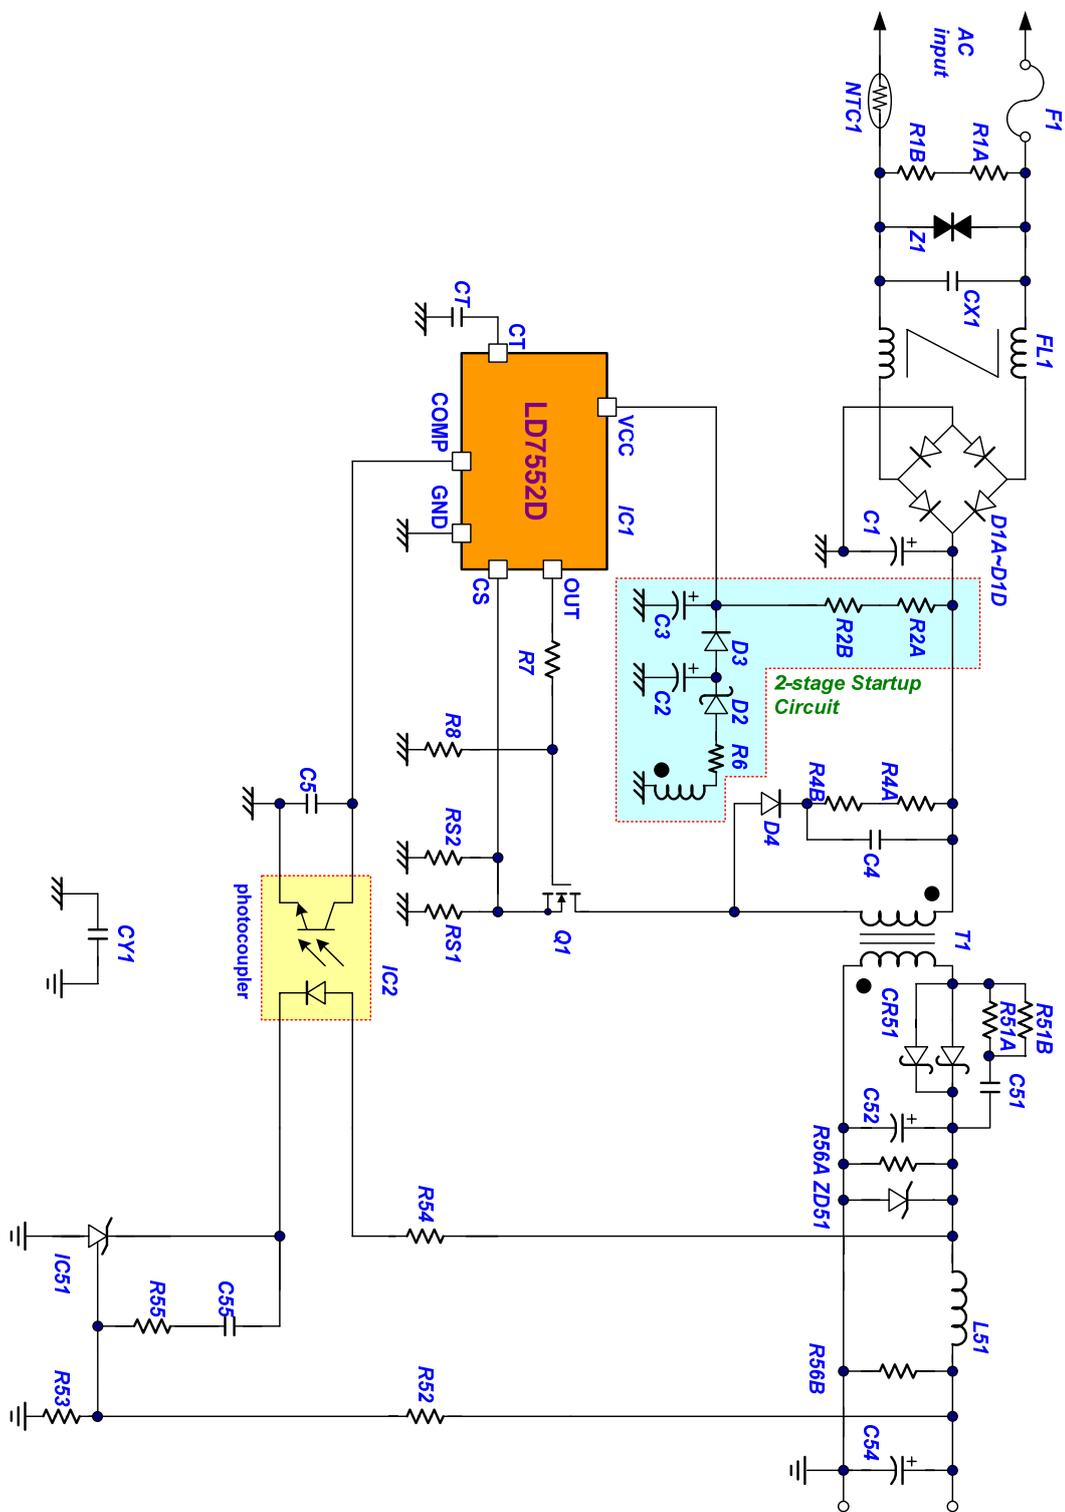 AC
input
F1
NTC1
R1B
R1A
Z1
CX1
FL1
CT
CT
COMP
GND
LD7552D
VCC
IC1
CS
OUT
C1
D1A~D1D
R7
C3
R2B
R2A
D3
C2
D2
R6
2-stage Startup
Circuit
R8
C5
RS2
RS1
R4B
R4A
D4
C4
Q1
T1
photocoupler
IC2
CY1
CR51
R51A
R51B
C51
C52
R56A
ZD51
R54
IC51
R55
C55
L51
R56B
R53
R52
C54